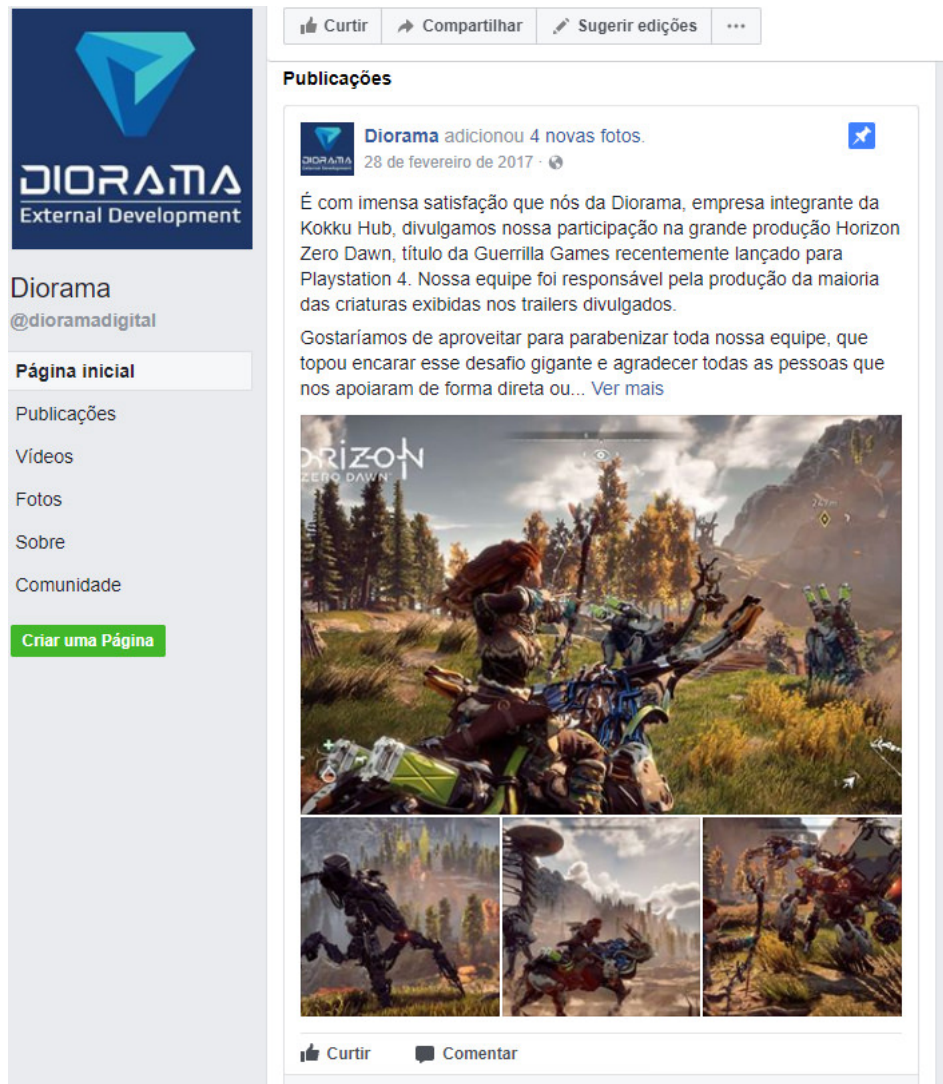 DIORAMA
External Development
Diorama
@dioramadigital
Página inicial
Publicações
Vídeos
Fotos
Sobre
Comunidade
Criar uma Página
Curtir Compartilhar Sugerir edições ...
Publicações
DIORAMA
External Development
Diorama adicionou 4 novas fotos.
28 de fevereiro de 2017 ·
É com imensa satisfação que nós da Diorama, empresa integrante da
Kokku Hub, divulgamos nossa participação na grande produção Horizon
Zero Dawn, título da Guerrilla Games recentemente lançado para
Playstation 4. Nossa equipe foi responsável pela produção da maioria
das criaturas exibidas nos trailers divulgados.
Gostaríamos de aproveitar para parabenizar toda nossa equipe, que
topou encarar esse desafio gigante e agradecer todas as pessoas que
nos apoiaram de forma direta ou... Ver mais
ORIZON
ZERO DAWN
Curtir Comentar